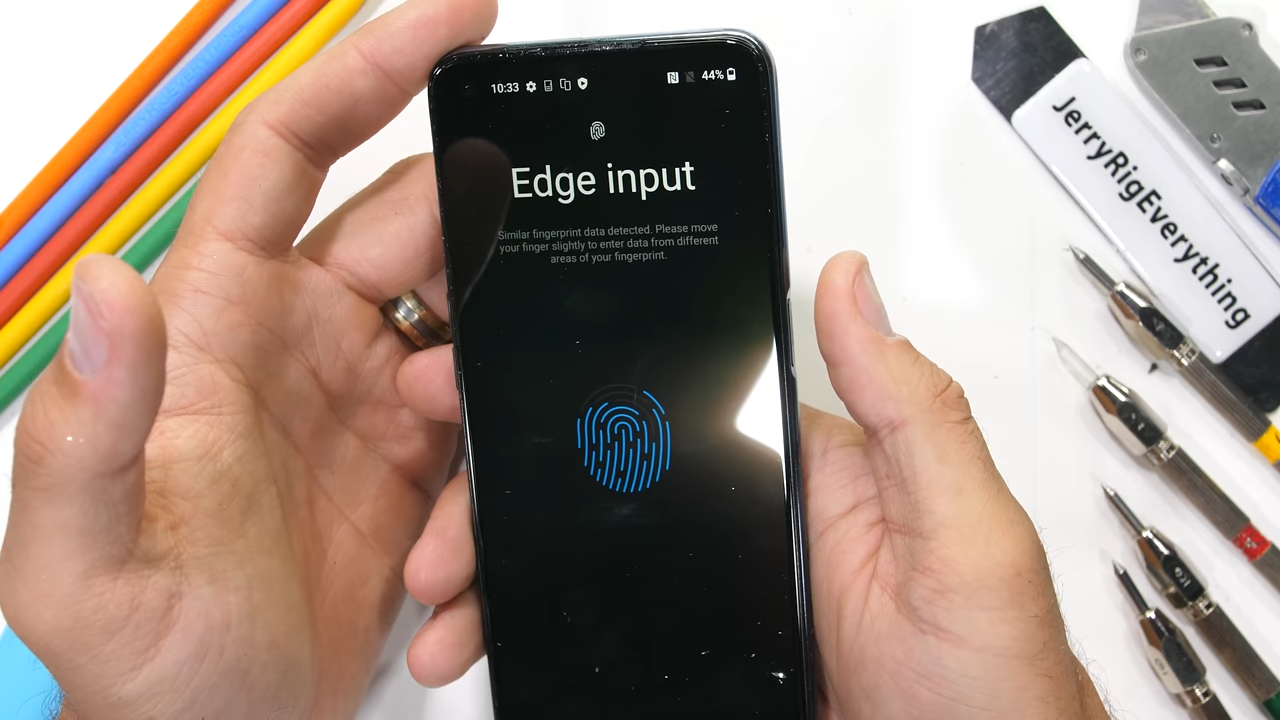 10:33
44%
Edge input
Similar fingerprint data detected. Please move
your finger slightly to enter data from different
areas of your fingerprint.
JerryRigEverything